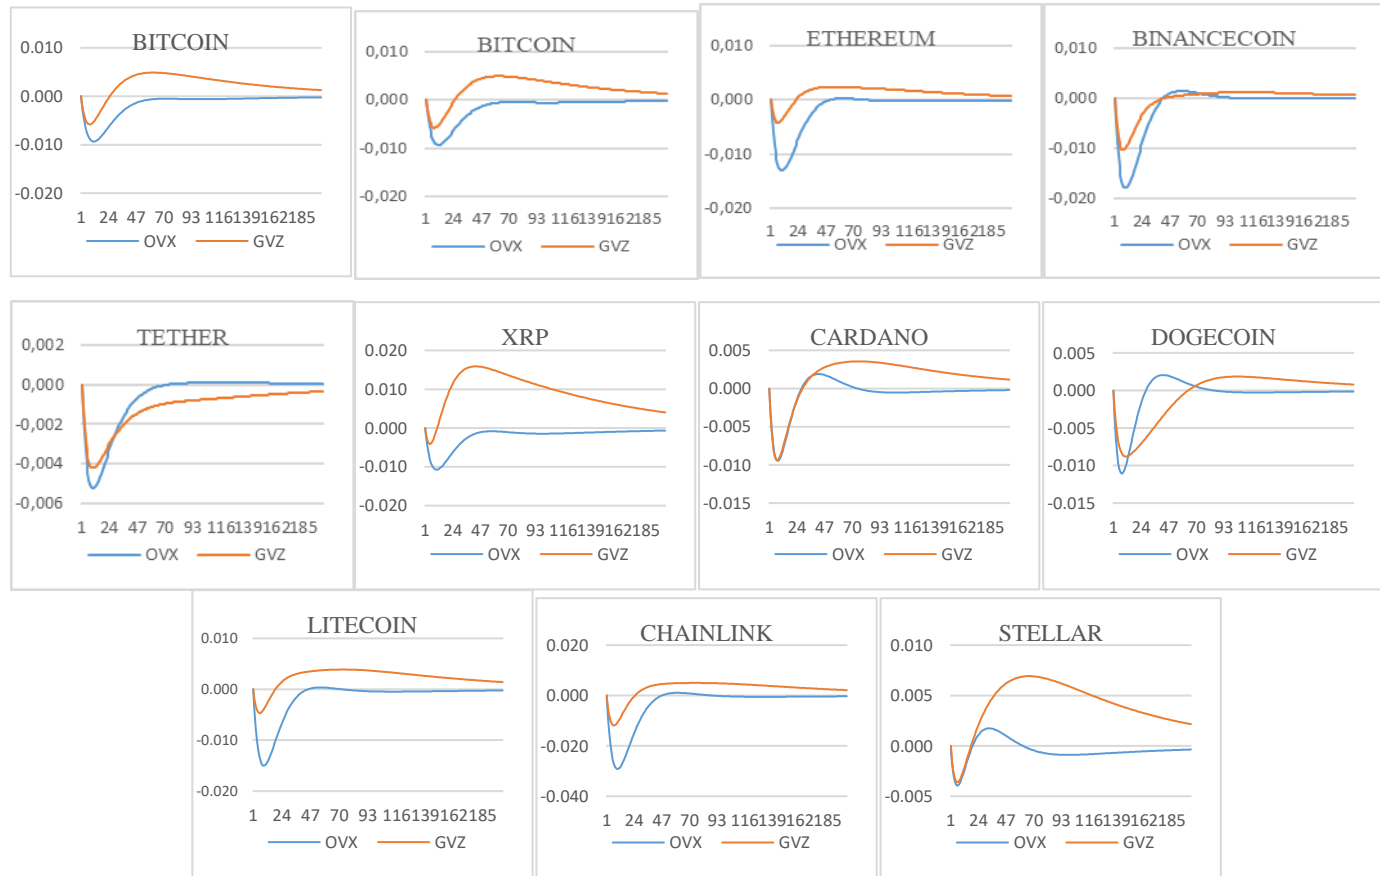 BITCOIN
0.010
0.000
-0.010
-0.020
1 24 47 70 93 116139162185
OVX GVZ
BITCOIN
0,010
0,000
-0,010
-0,020
1 24 47 70 93 116139162185
OVX GVZ
ETHEREUM
0,010
0,000
-0,010
-0,020
1 24 47 70 93 116139162185
OVX GVZ
BINANCECOIN
0,010
0,000
-0,010
-0,020
1 24 47 70 93 116139162185
OVX GVZ
TETHER
0,002
0,000
-0,002
-0,004
-0,006
1 24 47 70 93 116139162185
OVX GVZ
XRP
0.020
0.010
0.000
-0.010
-0.020
1 24 47 70 93 116139162185
OVX GVZ
CARDANO
0.005
0.000
-0.005
-0.010
-0.015
1 24 47 70 93 116139162185
OVX GVZ
DOGECOIN
0.005
0.000
-0.005
-0.010
-0.015
1 24 47 70 93 116139162185
OVX GVZ
LITECOIN
0.010
0.000
-0.010
-0.020
1 24 47 70 93 116139162185
OVX GVZ
CHAINLINK
0.020
0.000
-0.020
-0.040
1 24 47 70 93 116139162185
OVX GVZ
STELLAR
0.010
0.005
0.000
-0.005
1 24 47 70 93 116139162185
OVX GVZ